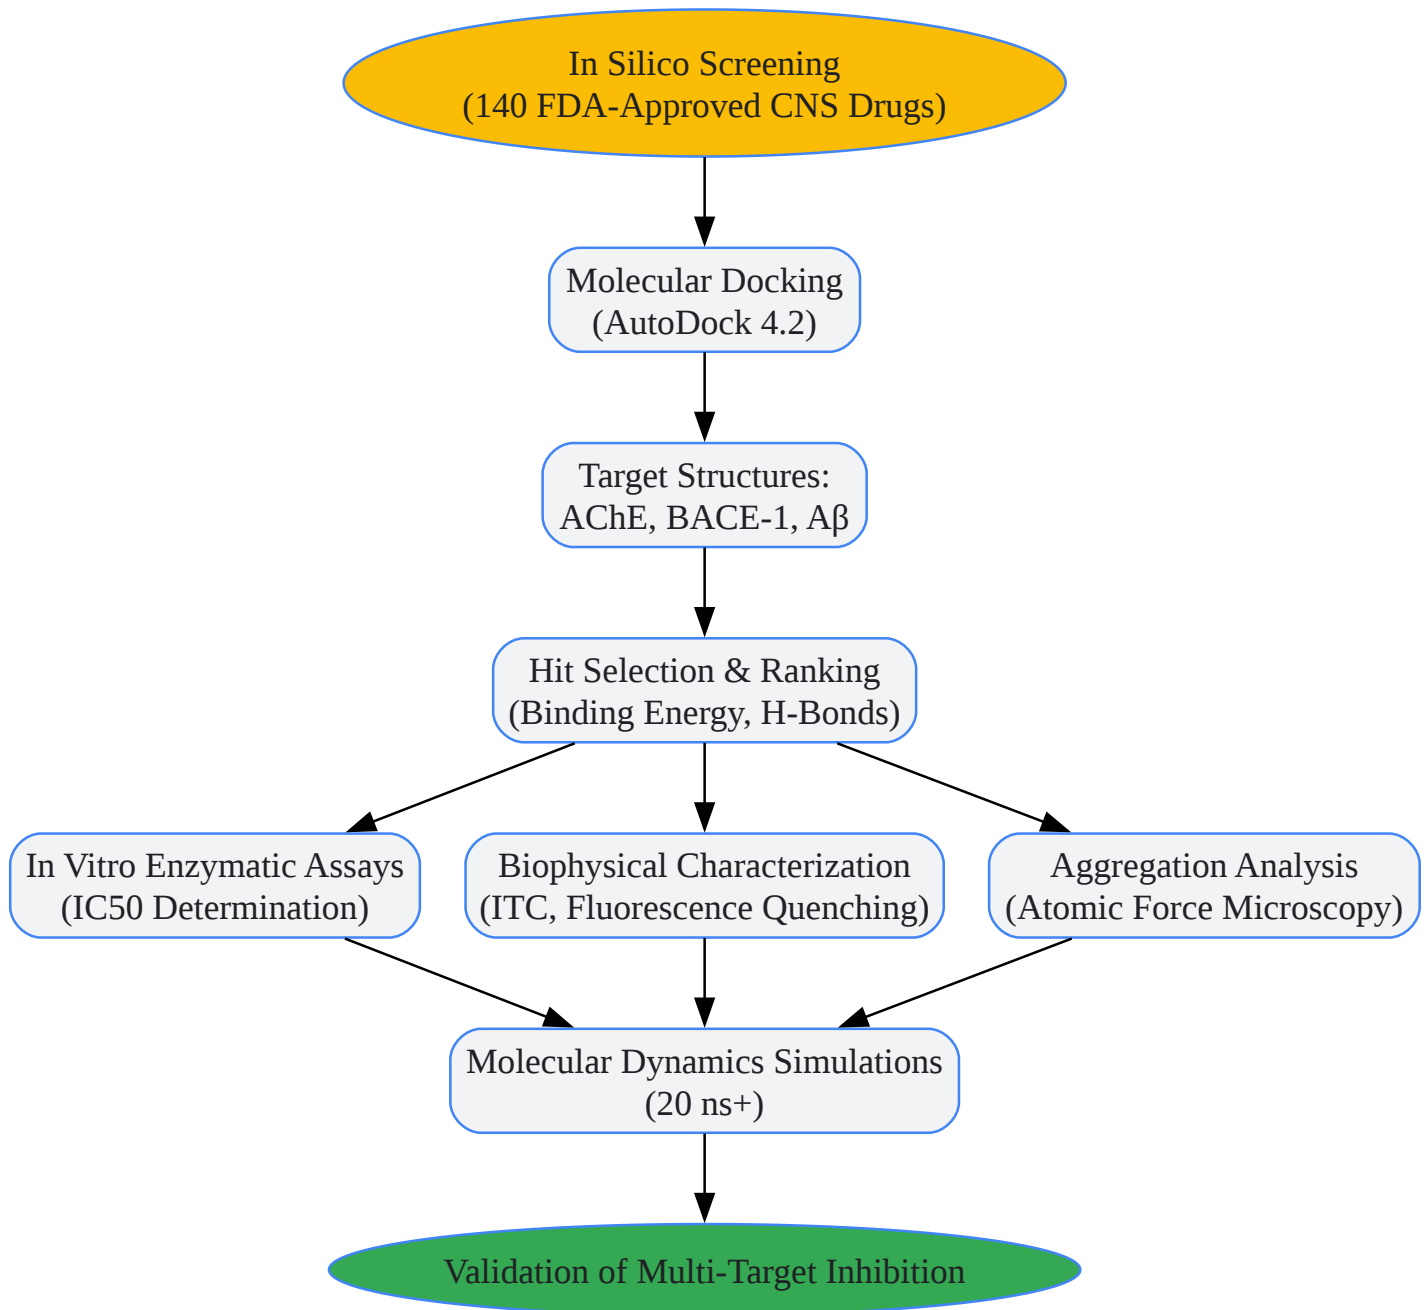 In Silico Screening
(140 FDA-Approved CNS Drugs)
Molecular Docking
(AutoDock 4.2)
Target Structures:
AChE, BACE-1, Aβ
Hit Selection & Ranking
(Binding Energy, H-Bonds)
In Vitro Enzymatic Assays
(IC50 Determination)
Biophysical Characterization
(ITC, Fluorescence Quenching)
Aggregation Analysis
(Atomic Force Microscopy)
Molecular Dynamics Simulations
(20 ns+)
Validation of Multi-Target Inhibition